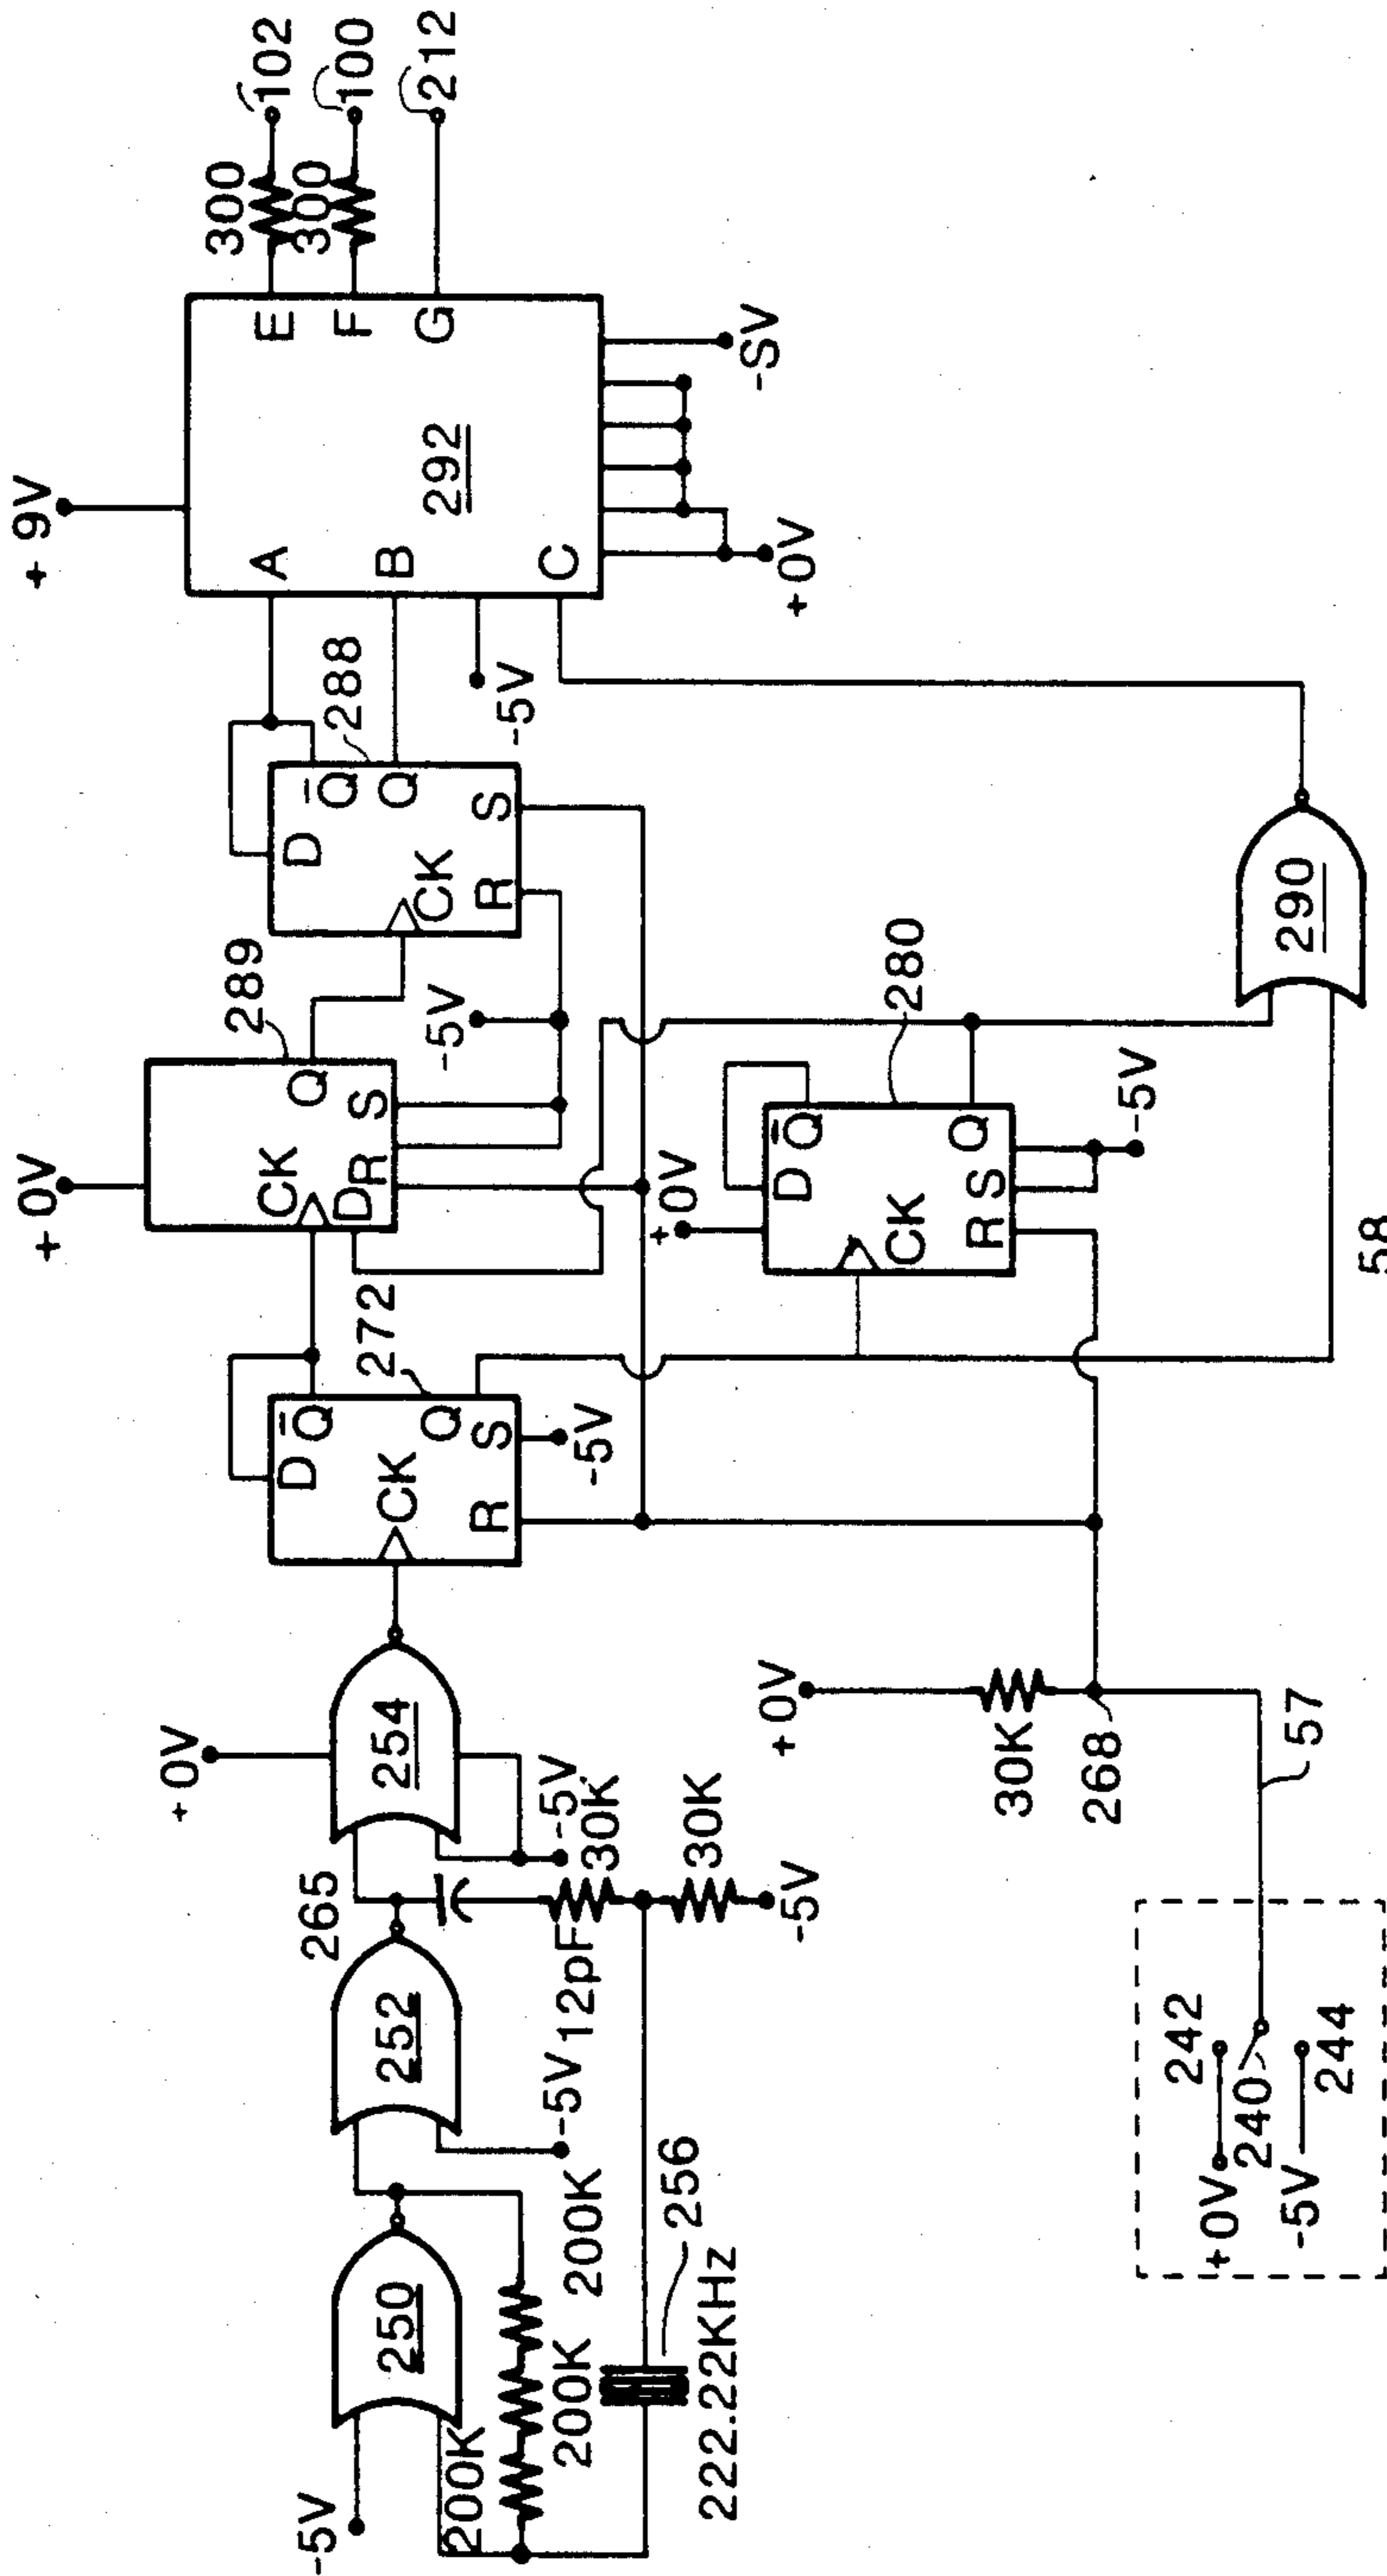 +9V
A
E
300
102
B
F
300
100
292
G
212
-5V
C
+0V
-SV
+0V
289
CK
Q
D
R
S
-5V
D
Q̄
288
Q
CK
R
S
D
Q̄
272
CK
Q
R
S
-5V
+0V
254
-5V
265
252
-5V
12pF
30K
30K
-5V
250
-5V
200K
200K
200K
256
222.22KHz
+0V
D
Q̄
280
CK
Q
R
S
-5V
290
58
+0V
30K
268
57
+0V
242
240
-5V
244